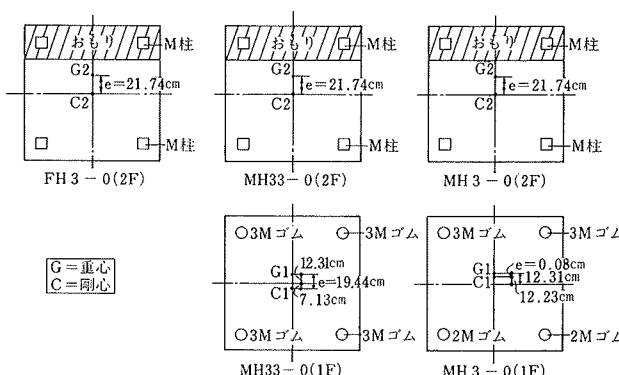 おもり M柱
G2
e=21.74cm
C2
M柱
FH3-0(2F)
おもり M柱
G2
e=21.74cm
C2
M柱
MH33-0(2F)
おもり M柱
G2
e=21.74cm
C2
M柱
MH3-0(2F)
G=重心
C=剛心
3Mゴム 3Mゴム
G1 12.31cm
e=19.44cm
C1 7.13cm
3Mゴム 3Mゴム
MH33-0(1F)
3Mゴム 3Mゴム
G1 e=0.08cm
C1 12.31cm
12.23cm
2Mゴム 2Mゴム
MH3-0(1F)